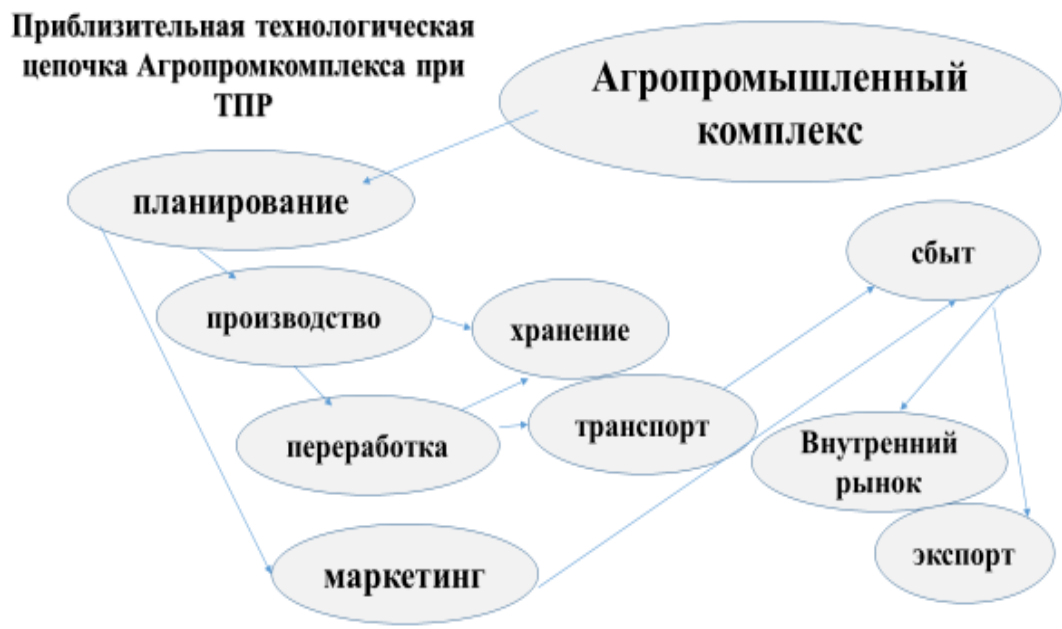 Приблизительная технологическая
цепочка Агропромкомплекса при
ТПР
Агропромышленный
комплекс
планирование
сбыт
производство
хранение
переработка
транспорт
Внутренний
рынок
маркетинг
экспорт